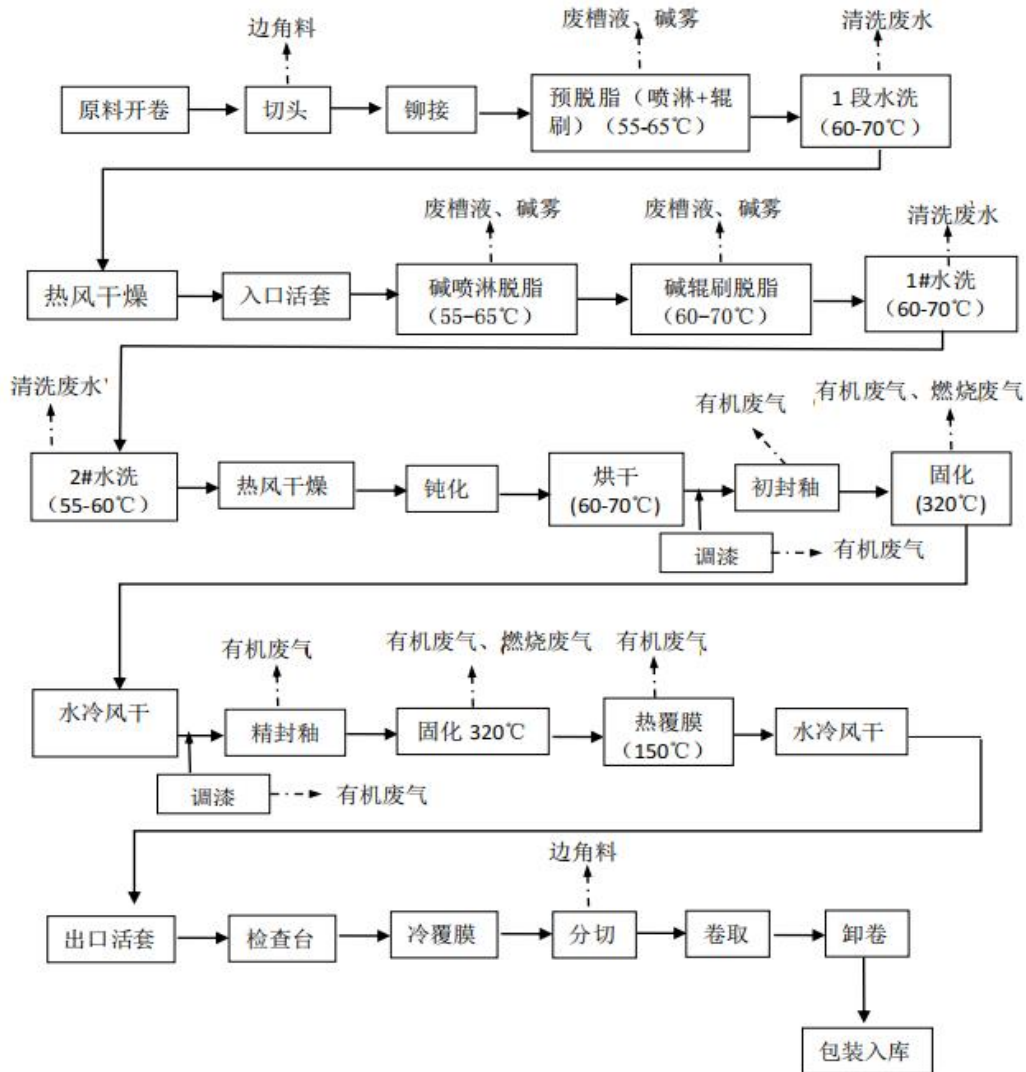 边角料
废槽液、碱雾
清洗废水
原料开卷
切头
铆接
预脱脂（喷淋+辊
刷）（55-65℃）
1 段水洗
(60-70℃)
废槽液、碱雾
废槽液、碱雾
清洗废水
热风干燥
入口活套
碱喷淋脱脂
（55-65℃）
碱辊刷脱脂
（60-70℃）
1#水洗
(60-70℃)
清洗废水
有机废气
有机废气、燃烧废气
2#水洗
(55-60℃)
热风干燥
钝化
烘干
(60-70℃)
初封釉
固化
(320℃)
调漆
有机废气
有机废气
有机废气、燃烧废气
有机废气
水冷风干
精封釉
固化 320℃
热覆膜
（150℃）
水冷风干
调漆
有机废气
边角料
出口活套
检查台
冷覆膜
分切
卷取
卸卷
包装入库